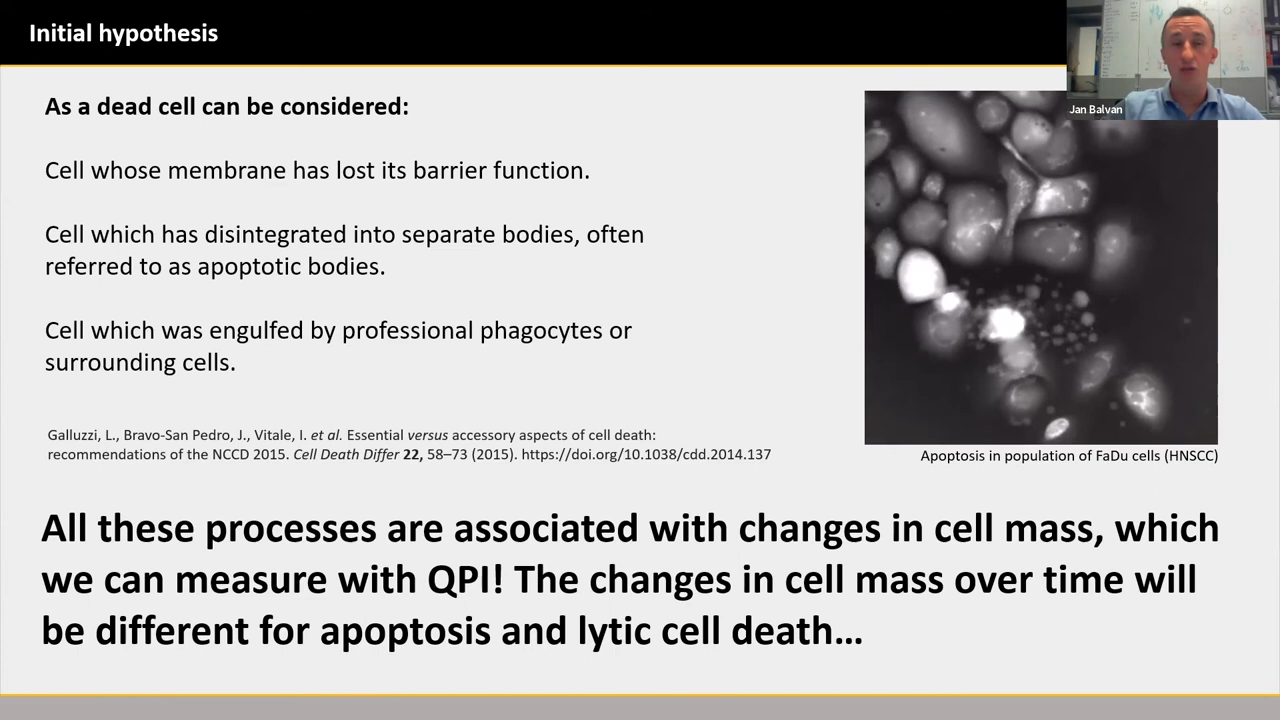 Initial hypothesis
Jan Balvan
As a dead cell can be considered:
Cell whose membrane has lost its barrier function.
Cell which has disintegrated into separate bodies, often
referred to as apoptotic bodies.
Cell which was engulfed by professional phagocytes or
surrounding cells.
Galluzzi, L., Bravo-San Pedro, J., Vitale, I. et al. Essential versus accessory aspects of cell death:
recommendations of the NCCD 2015. Cell Death Differ 22, 58–73 (2015). https://doi.org/10.1038/cdd.2014.137
Apoptosis in population of FaDu cells (HNSCC)
All these processes are associated with changes in cell mass, which
we can measure with QPI! The changes in cell mass over time will
be different for apoptosis and lytic cell death…